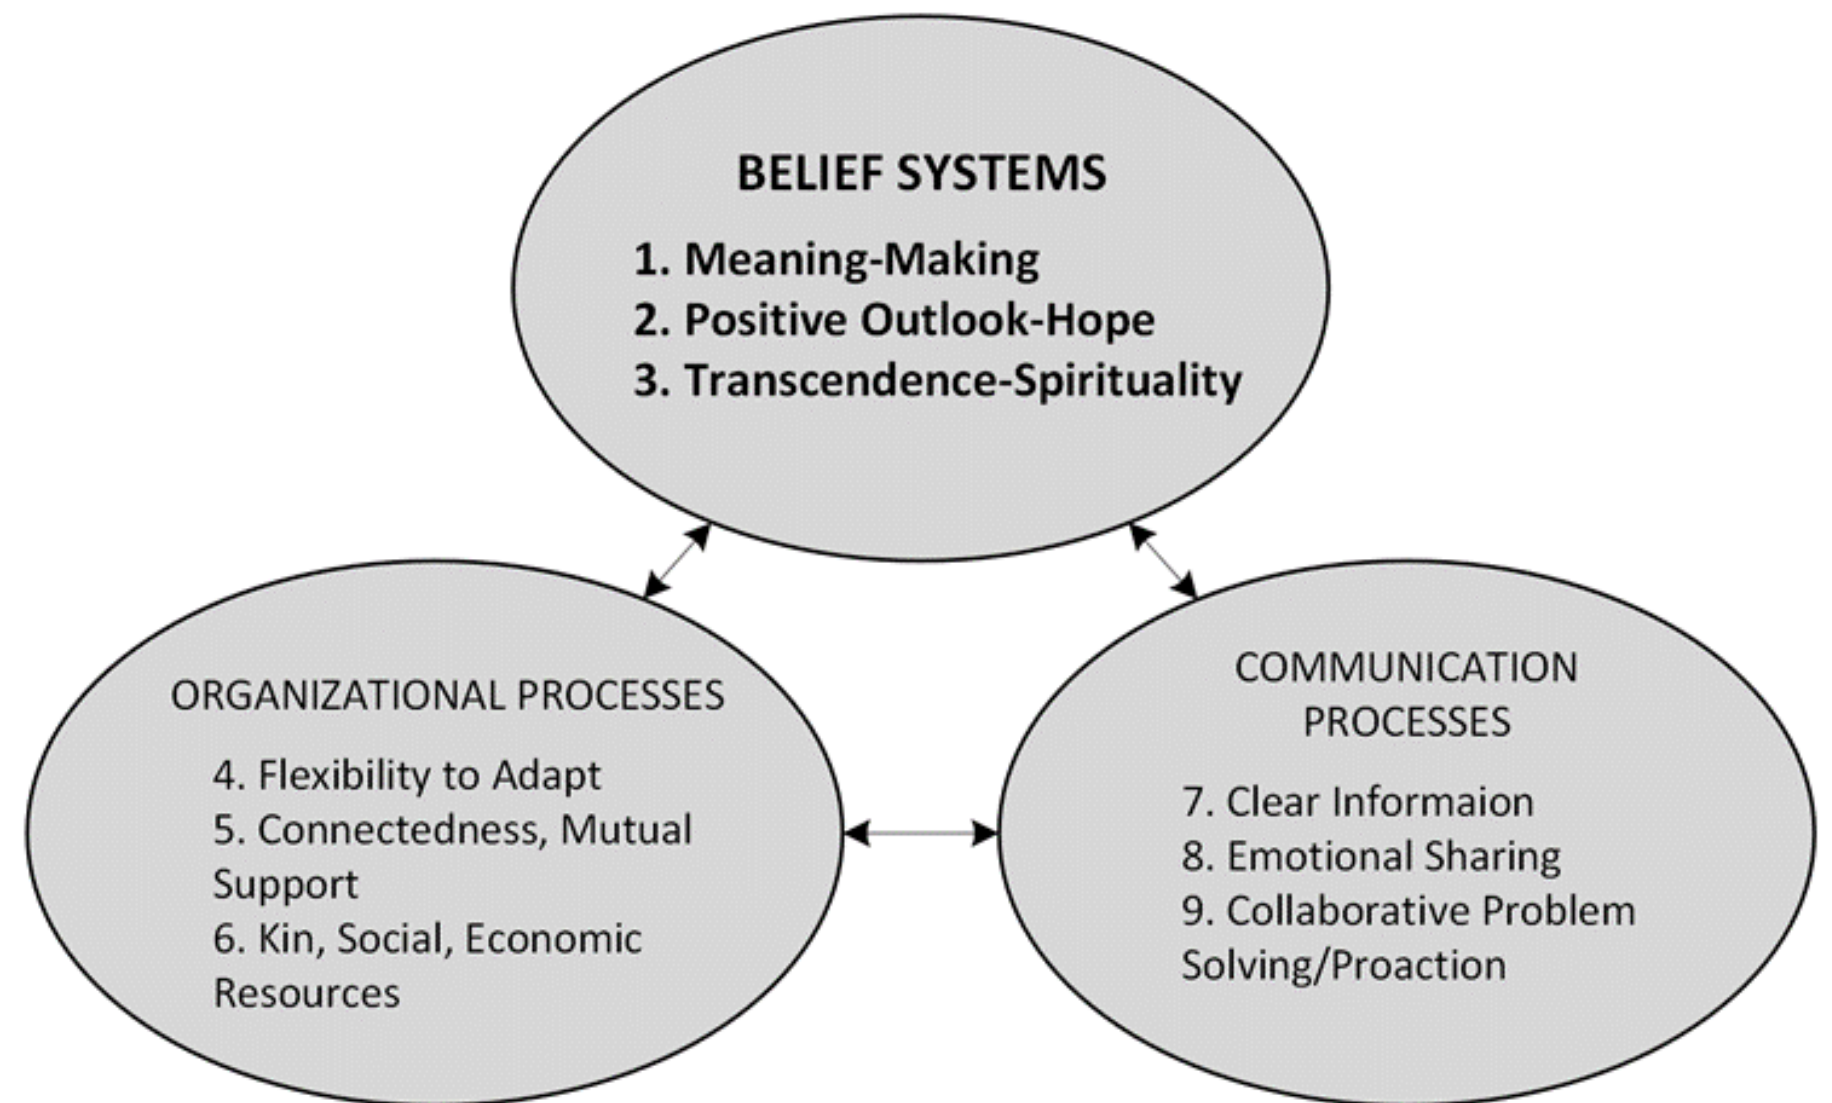 BELIEF SYSTEMS
1. Meaning-Making
2. Positive Outlook-Hope
3. Transcendence-Spirituality
ORGANIZATIONAL PROCESSES
4. Flexibility to Adapt
5. Connectedness, Mutual
Support
6. Kin, Social, Economic
Resources
COMMUNICATION
PROCESSES
7. Clear Informaion
8. Emotional Sharing
9. Collaborative Problem
Solving/Proaction